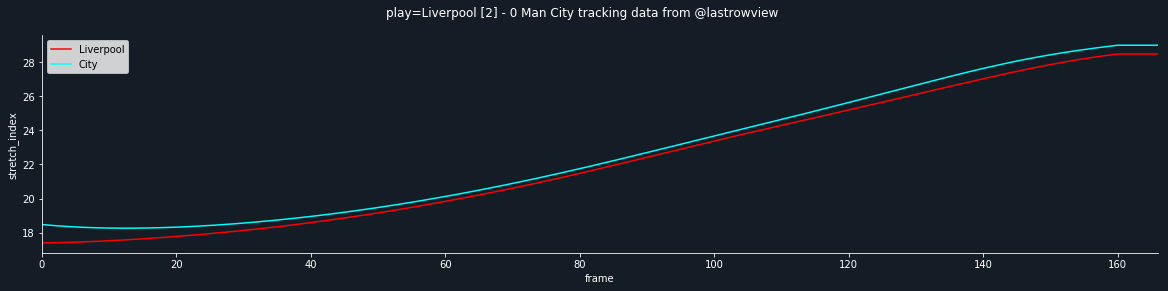 play=Liverpool [2] - 0 Man City tracking data from @lastrowview
Liverpool
City
stretch_index
28
26
24
22
20
18
0 20 40 60 80 100 120 140 160
frame